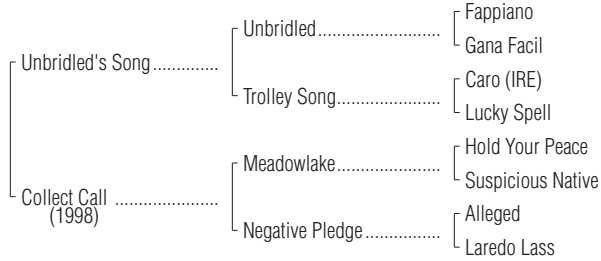 Fappiano
Unbridled........................
Gana Facil
Unbridled's Song.............
Caro (IRE)
Trolley Song....................
Lucky Spell
Hold Your Peace
Meadowlake....................
Suspicious Native
Collect Call ....................
(1998)
Alleged
Negative Pledge..............
Laredo Lass